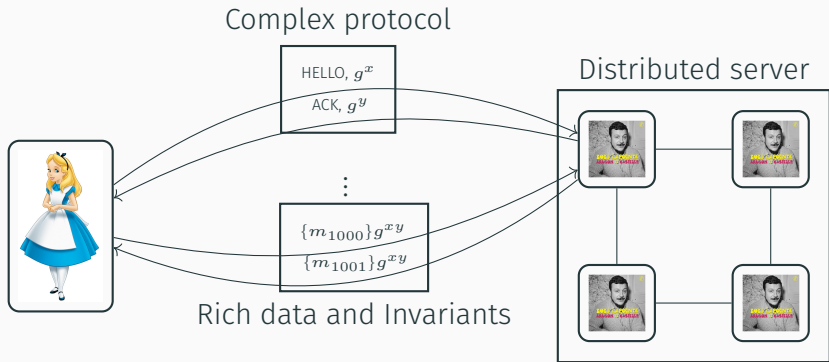 Complex protocol
HELLO, g^x
ACK, g^y
Distributed server
⋮
{m_1000}g^xy
{m_1001}g^xy
Rich data and Invariants